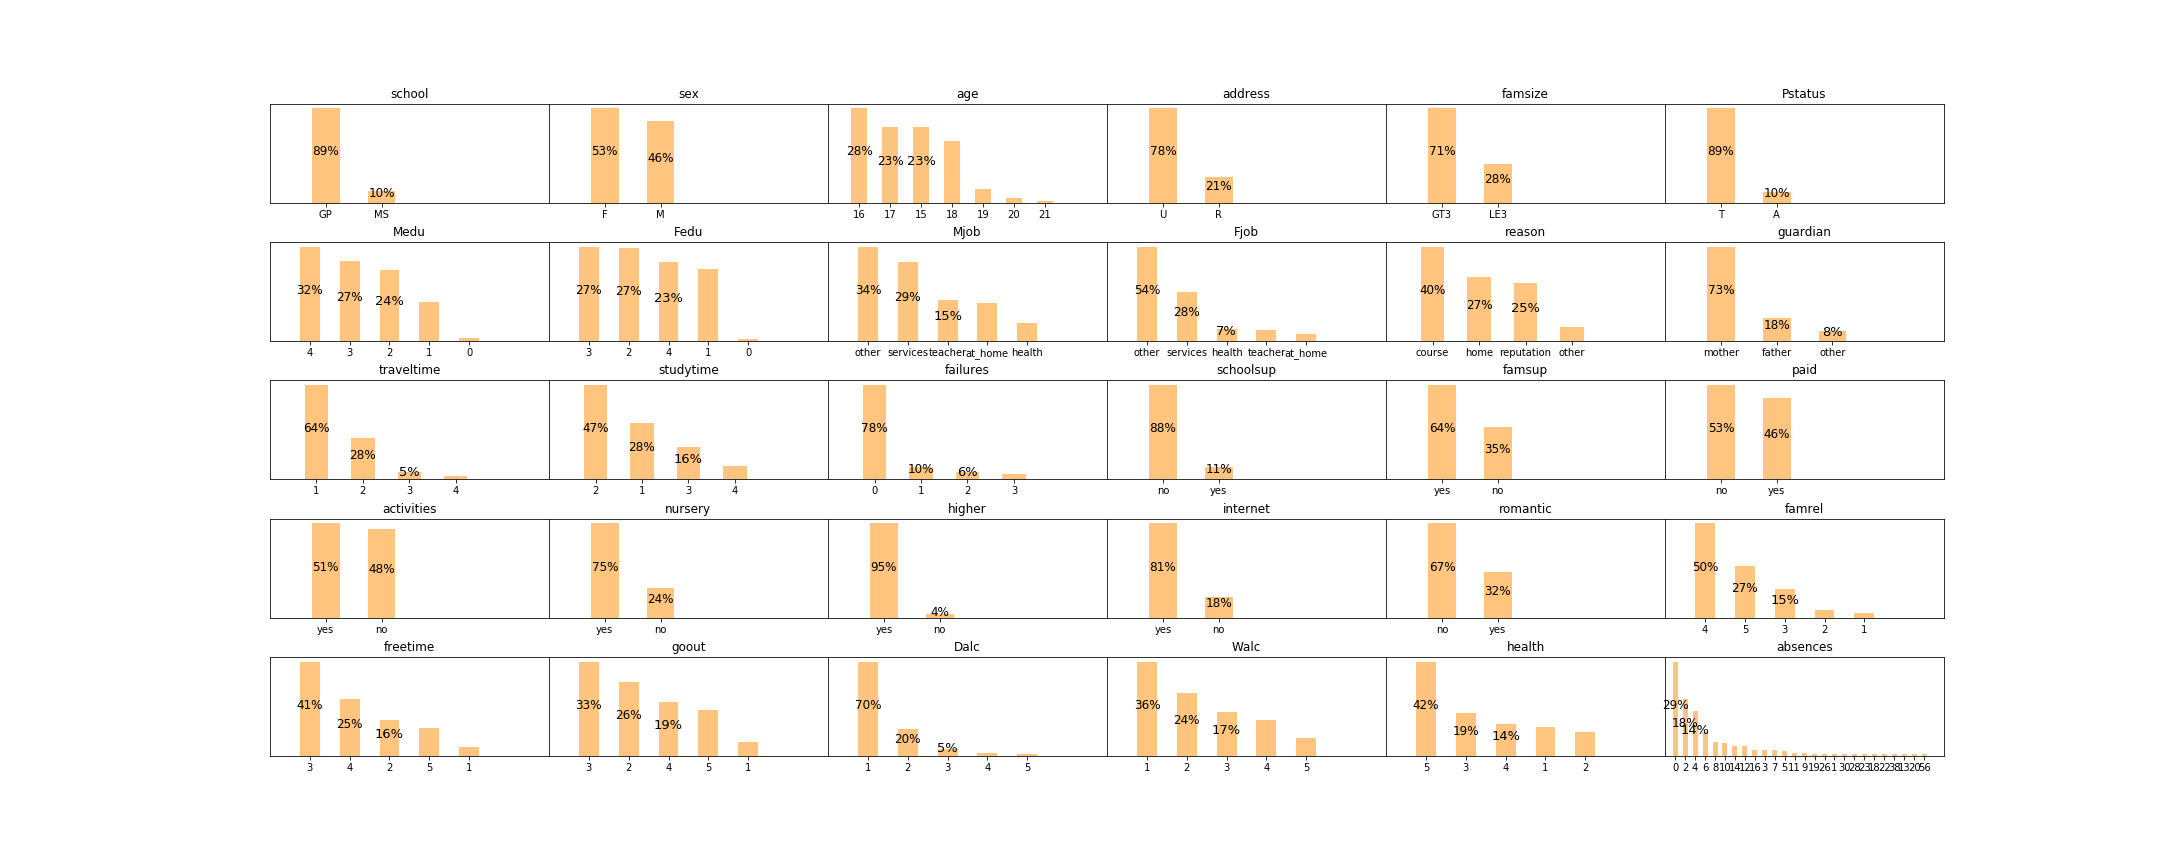 school sex age address famsize Pstatus
89% 10% 53% 46% 28% 23% 23% 78% 21% 71% 28% 89% 10%
GP MS F M 16 17 15 18 19 20 21 U R GT3 LE3 T A
Medu Fedu Mjob Fjob reason guardian
32% 27% 24% 27% 27% 23% 34% 29% 15% 54% 28% 7% 40% 27% 25% 73% 18% 8%
4 3 2 1 0 3 2 4 1 0 other services teacher at_home health other services health teacher at_home course home reputation other mother father other
traveltime studytime failures schoolsup famsup paid
64% 28% 5% 47% 28% 16% 78% 10% 6% 88% 11% 64% 35% 53% 46%
1 2 3 4 2 1 3 4 0 1 2 3 no yes yes no no yes
activities nursery higher internet romantic famrel
51% 48% 75% 24% 95% 4% 81% 18% 67% 32% 50% 27% 15%
yes no yes no yes no yes no no yes 4 5 3 2 1
freetime goout Dalc Walc health absences
41% 25% 16% 33% 26% 19% 70% 20% 5% 36% 24% 17% 42% 19% 14% 29% 18% 14%
3 4 2 5 1 3 2 4 5 1 1 2 3 4 5 1 2 3 4 5 5 3 4 1 2 0 2 4 6 8 10 14 12 16 3 7 5 11 9 19 26 1 30 28 23 18 22 38 13 20 56